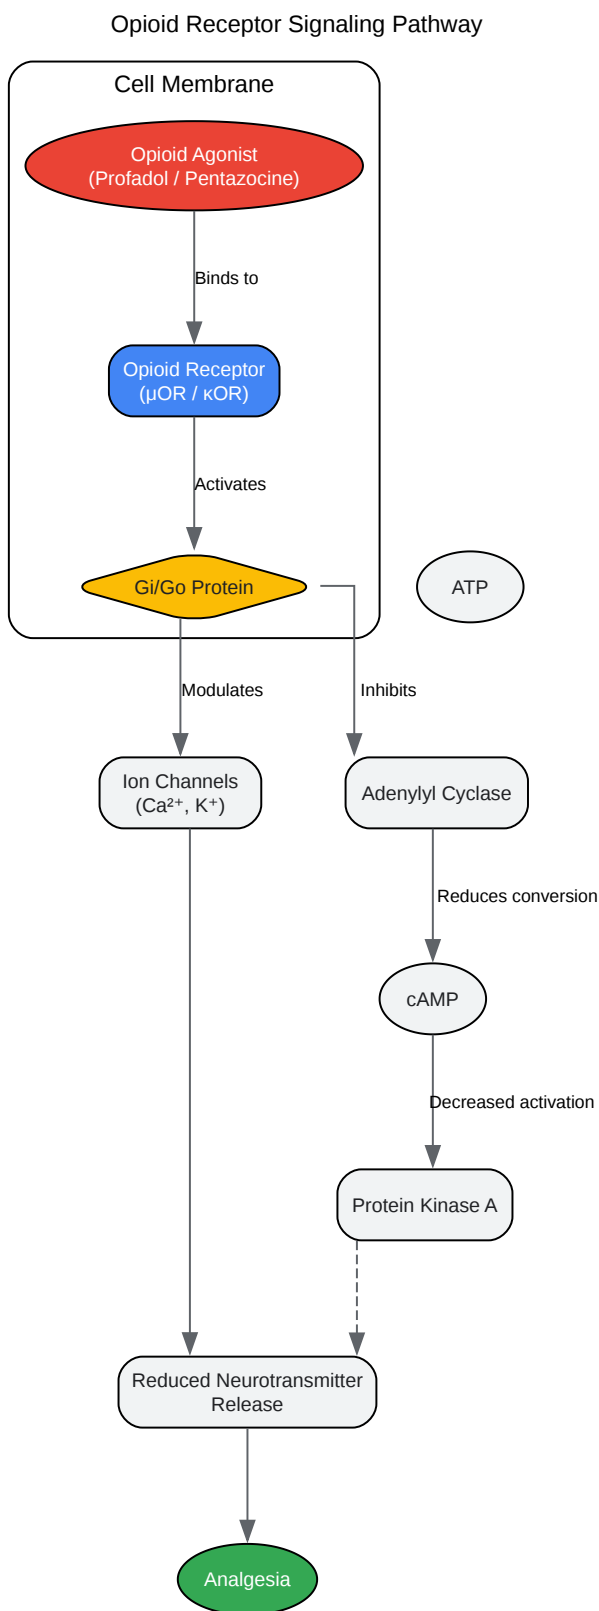 Opioid Receptor Signaling Pathway
Cell Membrane
Opioid Agonist
(Profadol / Pentazocine)
Binds to
Opioid Receptor
(μOR / κOR)
Activates
Gi/Go Protein
ATP
Modulates
Inhibits
Ion Channels
(Ca²⁺, K⁺)
Adenylyl Cyclase
Reduces conversion
cAMP
Decreased activation
Protein Kinase A
Reduced Neurotransmitter
Release
Analgesia